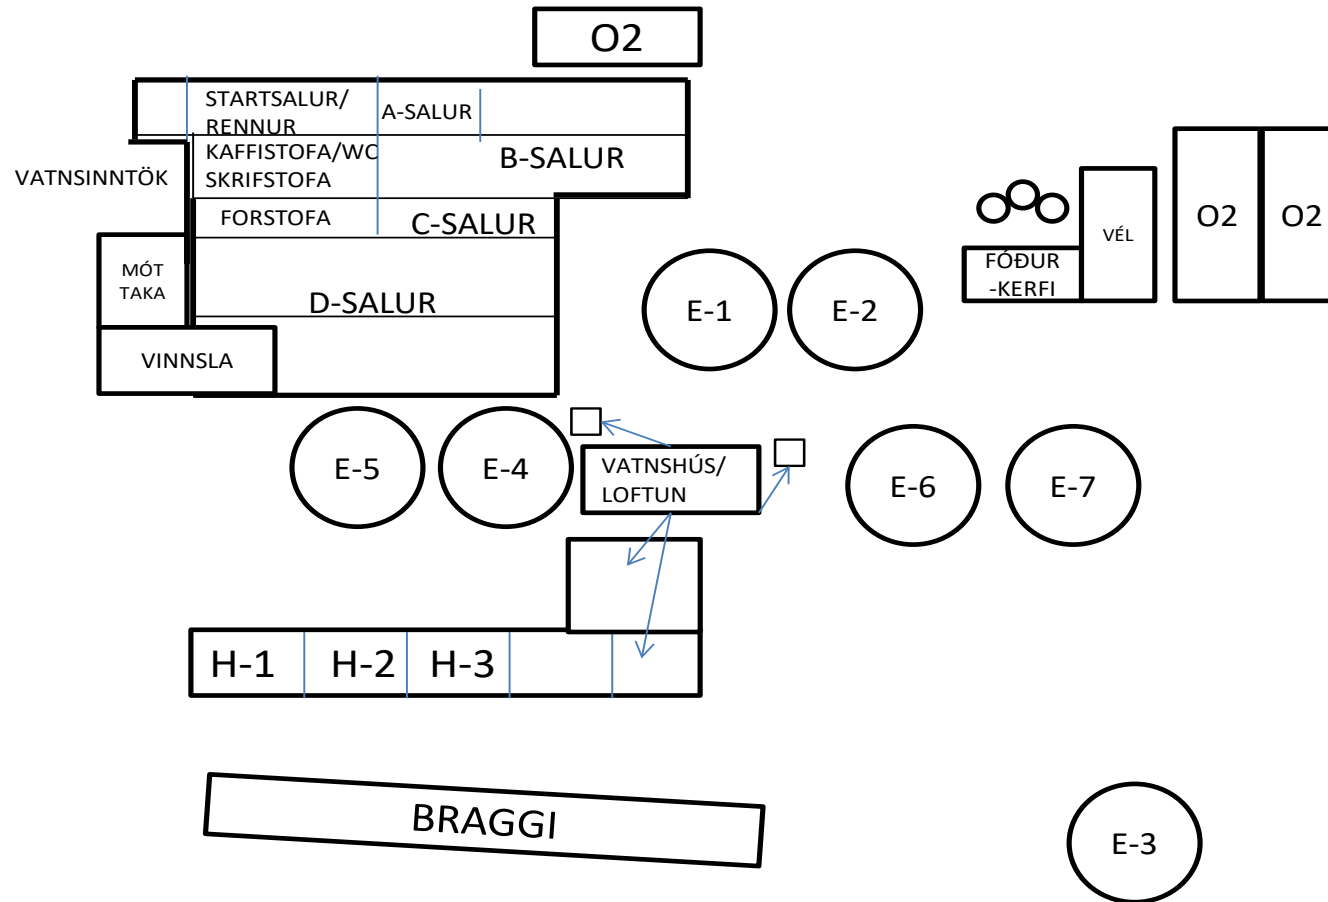 O2
STARTSALUR/
RENNUR
A-SALUR
KAFFISTOFA/WC
SKRIFSTOFA
B-SALUR
VATNSINNTÖK
FORSTOFA
C-SALUR
O2
O2
VÉL
FÓÐUR
-KERFI
MÓT
TAKA
D-SALUR
E-1
E-2
VINNSLA
E-5
E-4
VATNSHÚS/
LOFTUN
E-6
E-7
H-1
H-2
H-3
BRAGGI
E-3